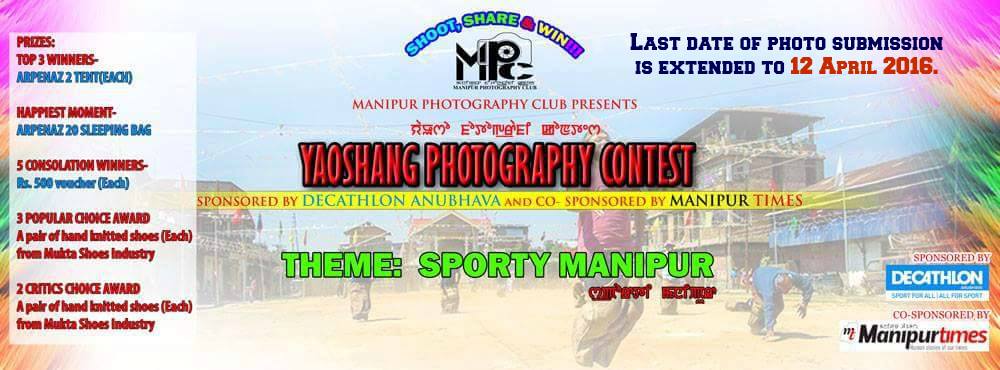 SHOOT, SHARE & WIN!!!
MPC
MANIPUR PHOTOGRAPHY CLUB
MANIPUR PHOTOGRAPHY CLUB PRESENTS
YAOSHANG PHOTOGRAPHY CONTEST
SPONSORED BY DECATHLON ANUBHAVA AND CO- SPONSORED BY MANIPUR TIMES
THEME: SPORTY MANIPUR
PRIZES:
TOP 3 WINNERS-
ARPENAZ 2 TENT(EACH)
HAPPIEST MOMENT-
ARPENAZ 20 SLEEPING BAG
5 CONSOLATION WINNERS-
Rs. 500 voucher (Each)
3 POPULAR CHOICE AWARD
A pair of hand knitted shoes (Each)
from Mukta Shoes Industry
2 CRITICS CHOICE AWARD
A pair of hand knitted shoes (Each)
from Mukta Shoes Industry
LAST DATE OF PHOTO SUBMISSION
IS EXTENDED TO 12 APRIL 2016.
SPONSORED BY
DECATHLON
SPORT FOR ALL | ALL FOR SPORT
CO-SPONSORED BY
mt Manipurtimes